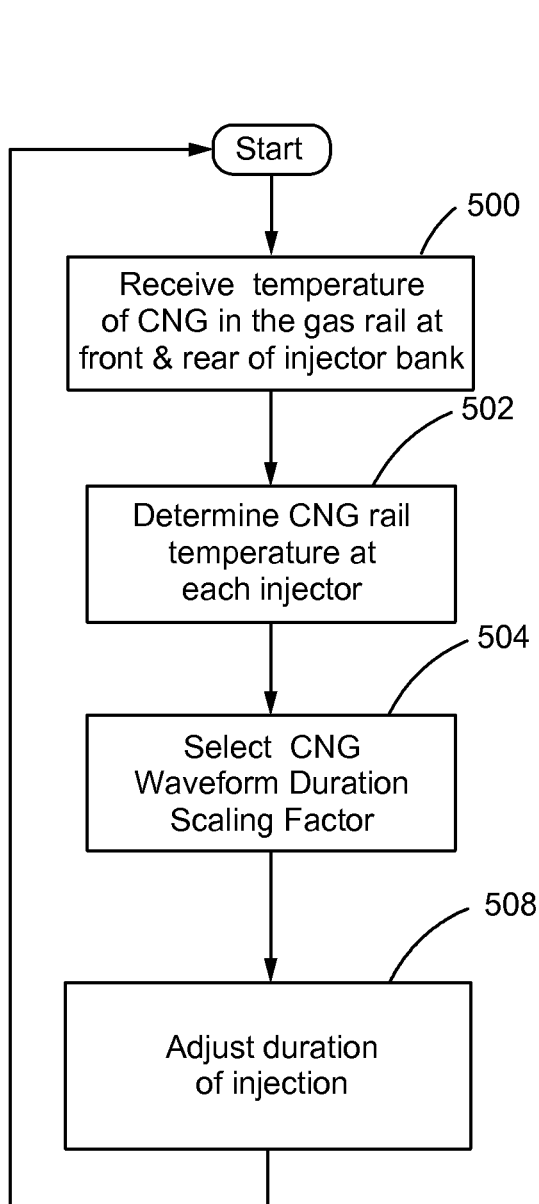 Start
500
Receive temperature
of CNG in the gas rail at
front & rear of injector bank
502
Determine CNG rail
temperature at
each injector
504
Select CNG
Waveform Duration
Scaling Factor
508
Adjust duration
of injection